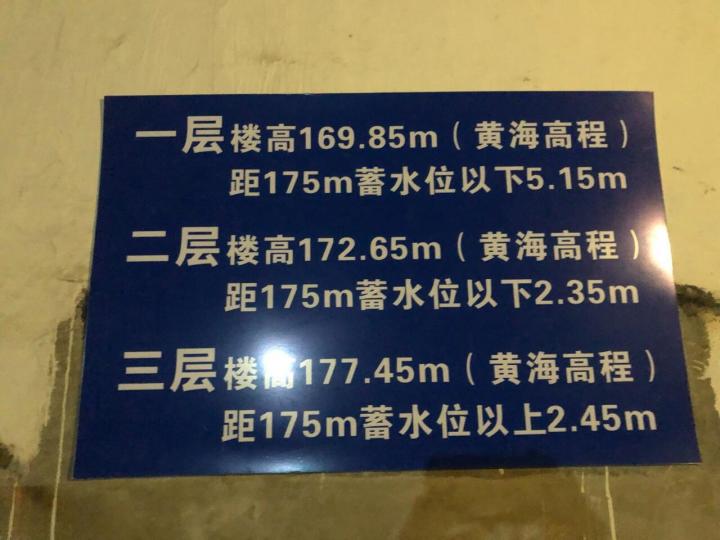 一层楼高169.85m（黄海高程）
距175m蓄水位以下5.15m
二层楼高172.65m（黄海高程）
距175m蓄水位以下2.35m
三层楼高177.45m（黄海高程）
距175m蓄水位以上2.45m